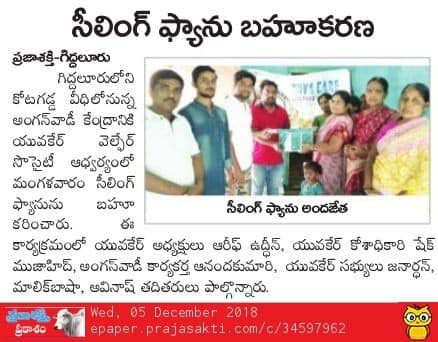 సీలింగ్ ఫ్యాను బహూకరణ
ప్రజాశక్తి-గిద్దలూరు
గిద్దలూరులోని
కోటగడ్డ వీధిలోనున్న
అంగన్‌వాడీ కేంద్రానికి
యువకేర్ వెల్ఫేర్
సొసైటీ ఆధ్వర్యంలో
మంగళవారం సీలింగ్
ఫ్యానును బహూ
కరించారు. ఈ
సీలింగ్ ఫ్యాను అందజేత
కార్యక్రమంలో యువకేర్ అధ్యక్షులు ఆరీఫ్ ఉద్ధీన్, యువకేర్ కోశాధికారి షేక్
ముజాహిద్, అంగన్‌వాడీ కార్యకర్త ఆనందకుమారి, యువకేర్ సభ్యులు జనార్ధన్,
మాలిక్‌బాషా, అవినాష్ తదితరులు పాల్గొన్నారు.
ప్రజాశక్తి
ప్రకాశం
Wed, 05 December 2018
epaper.prajasakti.com/c/34597962